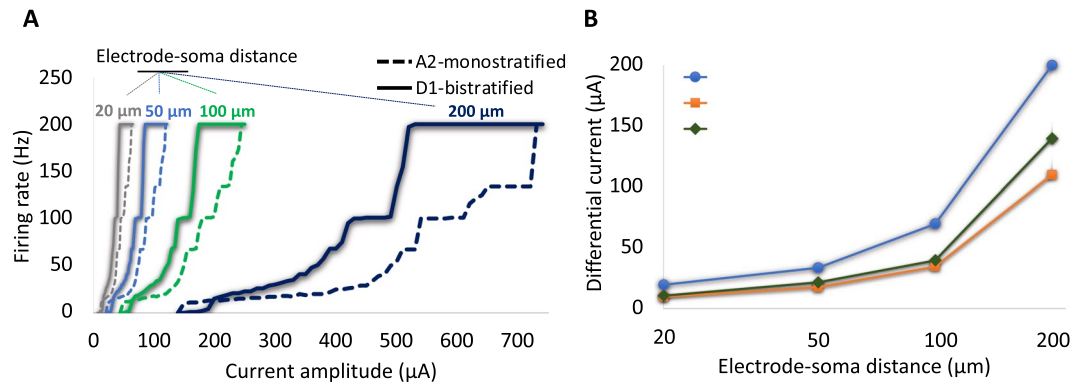 A
Electrode-soma distance
A2-monostratified
D1-bistratified
20 µm 50 µm 100 µm 200 µm
250
200
150
100
50
0
Firing rate (Hz)
0 100 200 300 400 500 600 700
Current amplitude (µA)
B
200
150
100
50
0
Differential current (µA)
20 50 100 200
Electrode-soma distance (µm)